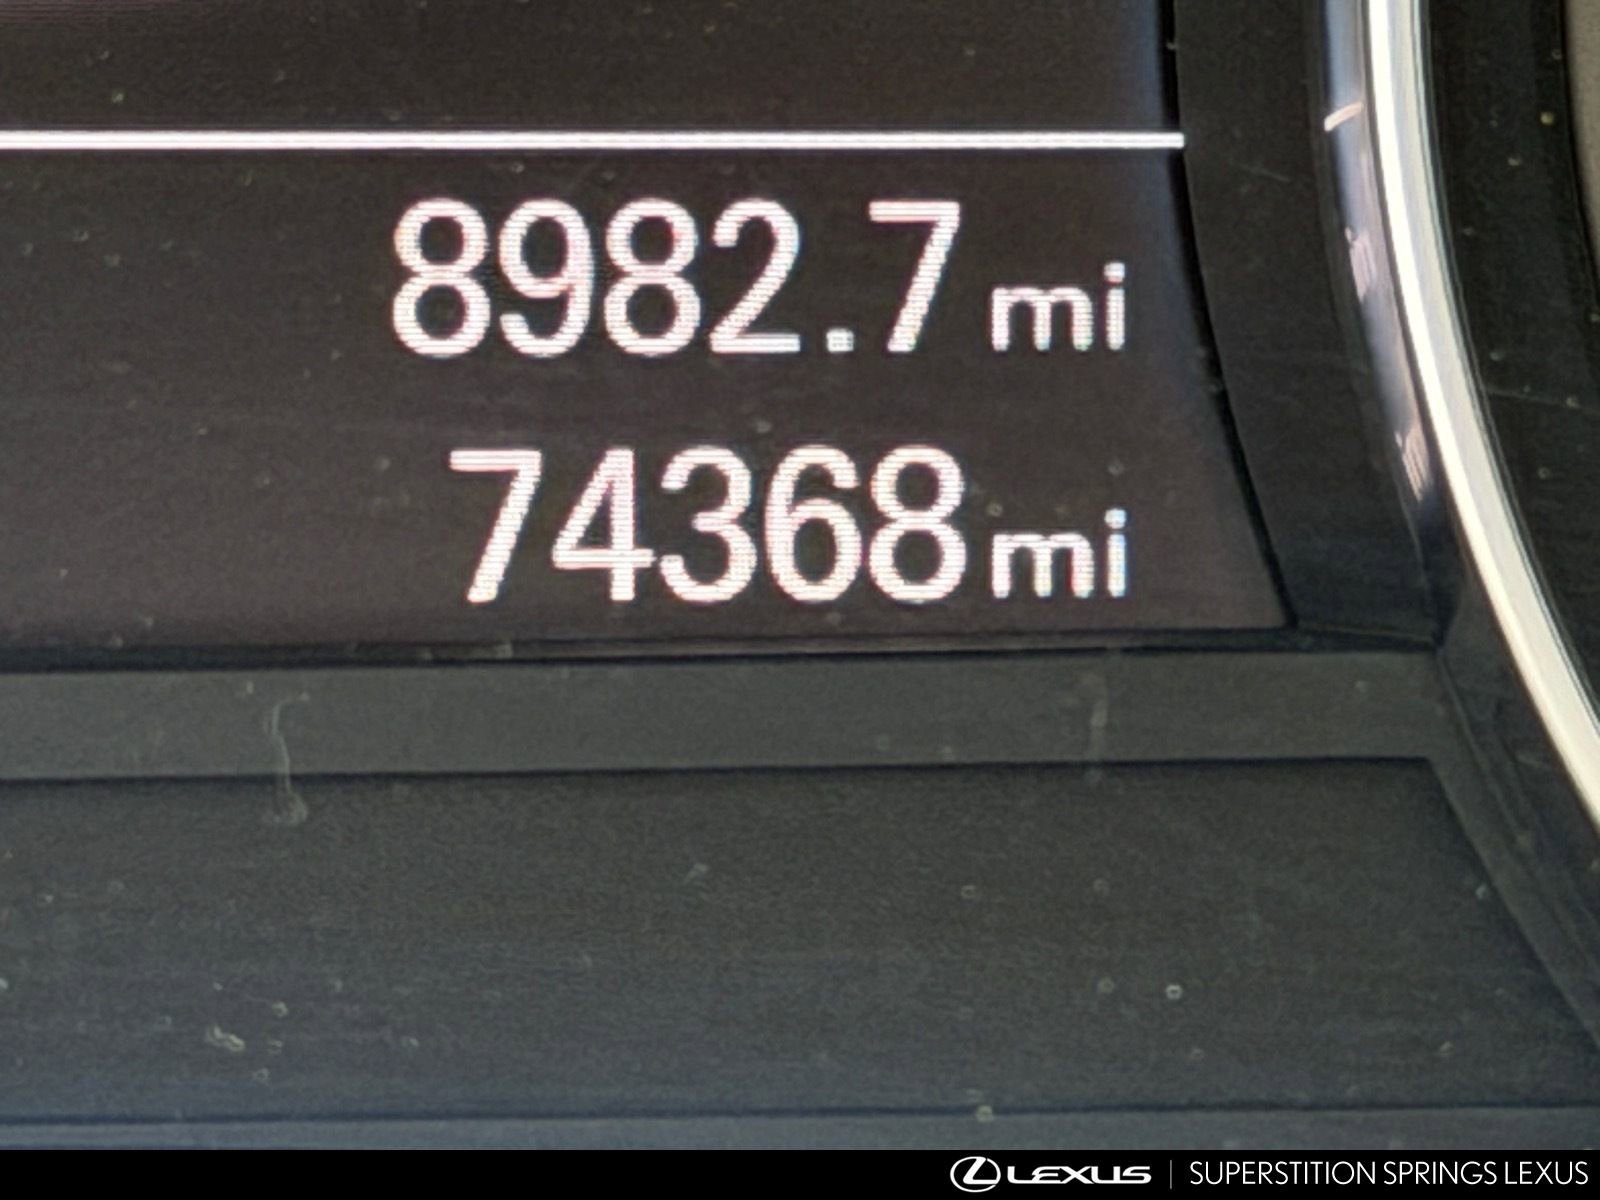 8982.7 mi
74368 mi
LEXUS | SUPERSTITION SPRINGS LEXUS